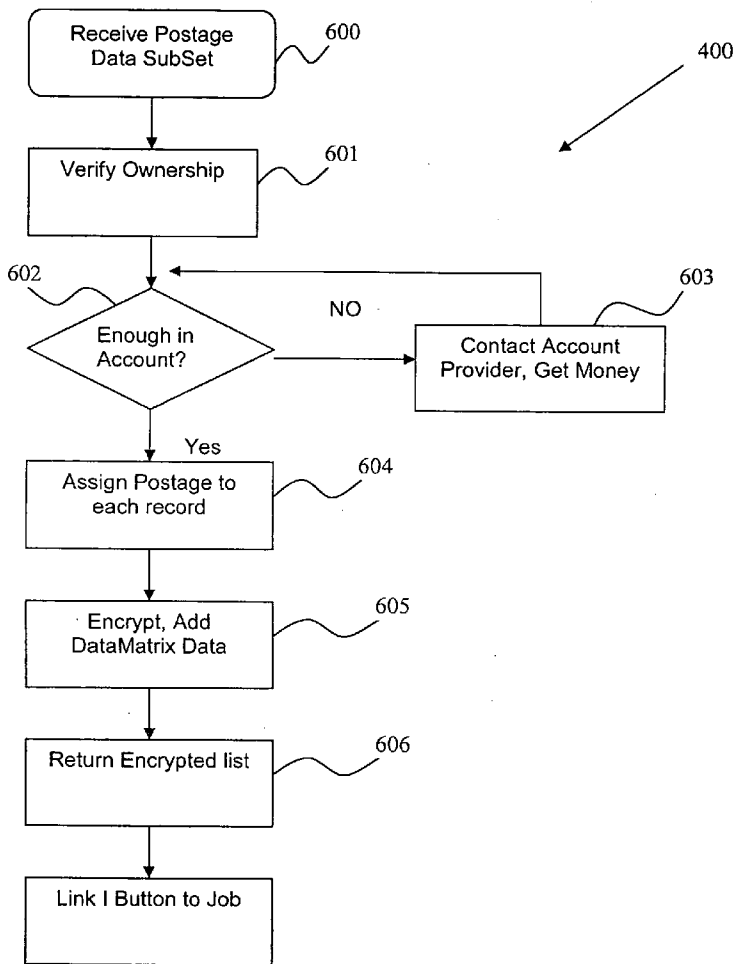 Receive Postage
Data SubSet
600
400
Verify Ownership
601
602
Enough in
Account?
NO
603
Contact Account
Provider, Get Money
Yes
Assign Postage to
each record
604
Encrypt, Add
DataMatrix Data
605
Return Encrypted list
606
Link I Button to Job